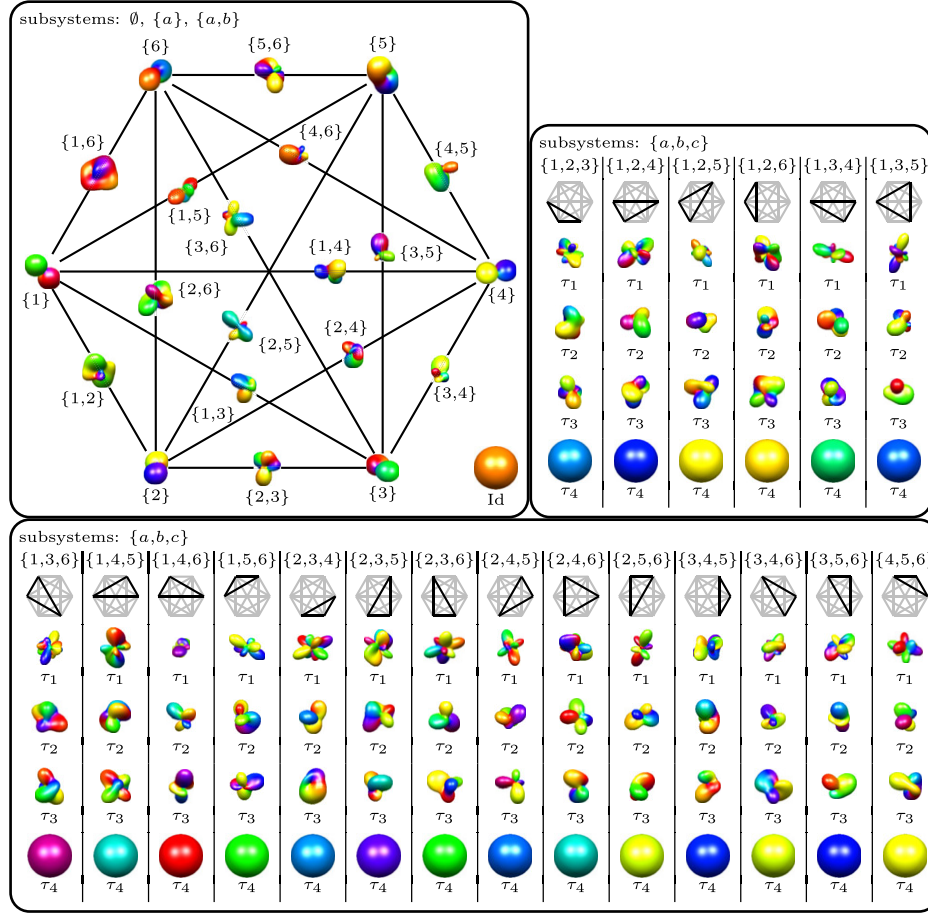 subsystems: ∅, {a}, {a,b}
{6}
{5,6}
{5}
{1,6}
{4,6}
{4,5}
{1,5}
{3,6}
{1,4}
{3,5}
{1}
{2,6}
{4}
{2,5}
{2,4}
{1,2}
{1,3}
{3,4}
{2}
{2,3}
{3}
Id
subsystems: {a,b,c}
{1,2,3} {1,2,4} {1,2,5} {1,2,6} {1,3,4} {1,3,5}
τ1 τ1 τ1 τ1 τ1 τ1
τ2 τ2 τ2 τ2 τ2 τ2
τ3 τ3 τ3 τ3 τ3 τ3
τ4 τ4 τ4 τ4 τ4 τ4
subsystems: {a,b,c}
{1,3,6} {1,4,5} {1,4,6} {1,5,6} {2,3,4} {2,3,5} {2,3,6} {2,4,5} {2,4,6} {2,5,6} {3,4,5} {3,4,6} {3,5,6} {4,5,6}
τ1 τ1 τ1 τ1 τ1 τ1 τ1 τ1 τ1 τ1 τ1 τ1 τ1 τ1
τ2 τ2 τ2 τ2 τ2 τ2 τ2 τ2 τ2 τ2 τ2 τ2 τ2 τ2
τ3 τ3 τ3 τ3 τ3 τ3 τ3 τ3 τ3 τ3 τ3 τ3 τ3 τ3
τ4 τ4 τ4 τ4 τ4 τ4 τ4 τ4 τ4 τ4 τ4 τ4 τ4 τ4